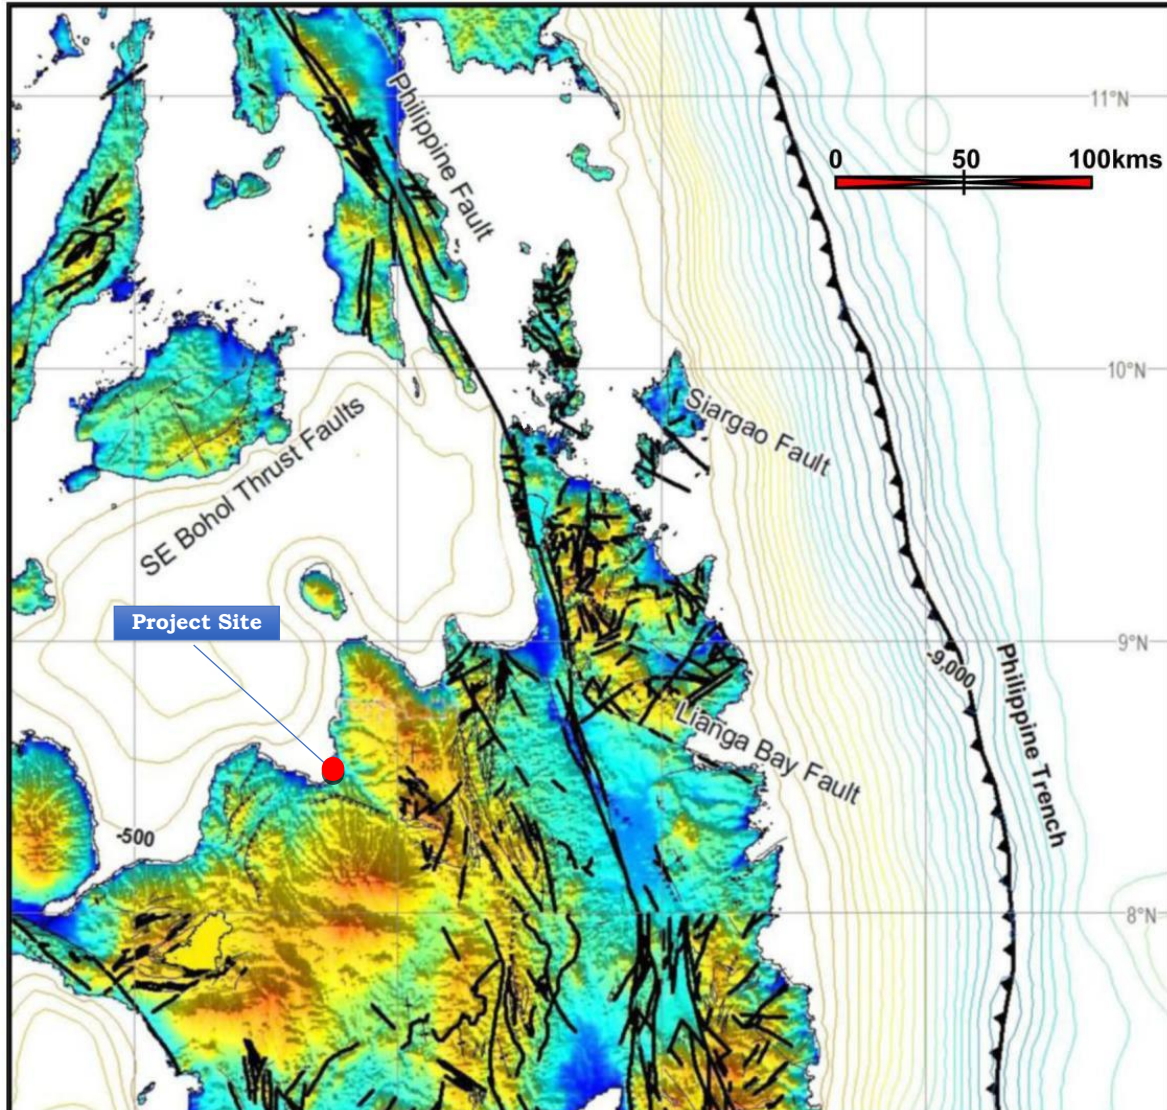 Philippine Fault
11°N
0 50 100kms
10°N
Siargao Fault
SE Bohol Thrust Faults
Project Site
9°N
-9,000
Philippine Trench
Lianga Bay Fault
-500
8°N